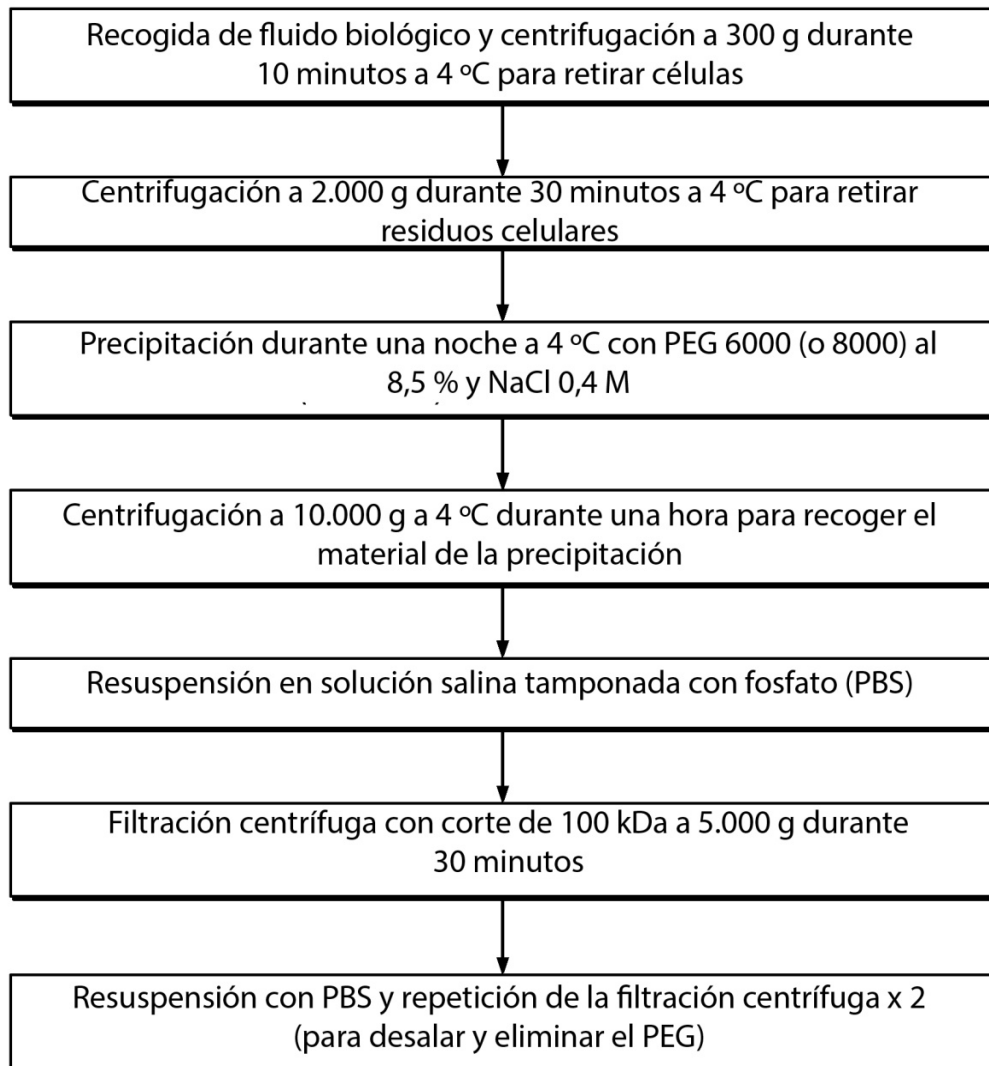 Recogida de fluido biológico y centrifugación a 300 g durante
10 minutos a 4 ºC para retirar células
Centrifugación a 2.000 g durante 30 minutos a 4 ºC para retirar
residuos celulares
Precipitación durante una noche a 4 ºC con PEG 6000 (o 8000) al
8,5 % y NaCl 0,4 M
Centrifugación a 10.000 g a 4 ºC durante una hora para recoger el
material de la precipitación
Resuspensión en solución salina tamponada con fosfato (PBS)
Filtración centrífuga con corte de 100 kDa a 5.000 g durante
30 minutos
Resuspensión con PBS y repetición de la filtración centrífuga x 2
(para desalar y eliminar el PEG)